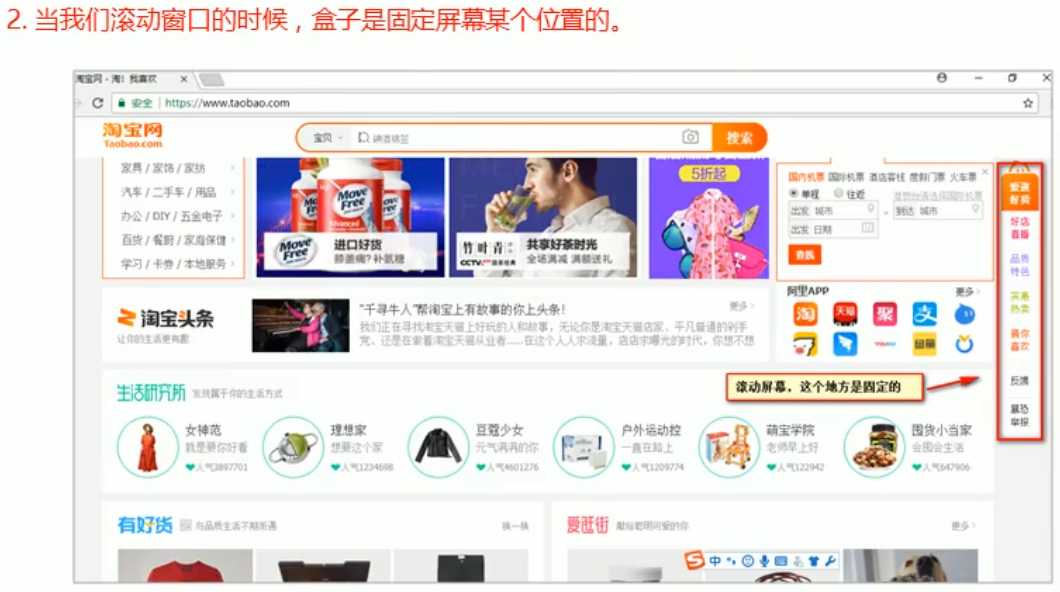 2. 当我们滚动窗口的时候，盒子是固定屏幕某个位置的。
淘宝网 - 淘！我喜欢
安全 | https://www.taobao.com
淘宝网
Taobao.com
宝贝
搜索
家具 / 家饰 / 家纺
汽车 / 二手车 / 用品
办公 / DIY / 五金电子
百货 / 餐厨 / 家庭保健
学习 / 卡券 / 本地服务
Move Free
Advanced
Move Free
进口好货
膝盖痛? 补氨糖
竹叶青
CCTV
共享好茶时光
全场满减 满额送礼
5折起
国内机票 国际机票 酒店客栈 度假门票 火车票
单程 往返
出发 城市
到达 城市
出发 日期
查找
爱逛
好货
好店
直播
品质
特色
实惠
热卖
猜你
喜欢
反馈
暴恐
举报
淘宝头条
让你的生活更有趣
“千寻牛人”帮淘宝上有故事的你上头条！
更多
我们正在寻找淘宝天猫上好玩的人和故事，无论你是淘宝天猫店家、平凡普通的剁手
党、还是在做着淘宝天猫从业者......在这个人人求流量，店店求曝光的时代，你想不想
阿里APP
更多
淘
天猫
聚
支
滚动屏幕，这个地方是固定的
生活研究所
发现属于你的生活方式
女神范
就是要你好看
人气3897701
理想家
想要这个家
人气1234698
豆蔻少女
元气满满的你
人气4601276
户外运动控
一直在路上
人气1209774
萌宝学院
老师早上好
人气122942
囤货小当家
会囤会生活
人气647906
有好货
与品质生活不期而遇
换一换
爱逛街
献给聪明可爱的你
更多
S中